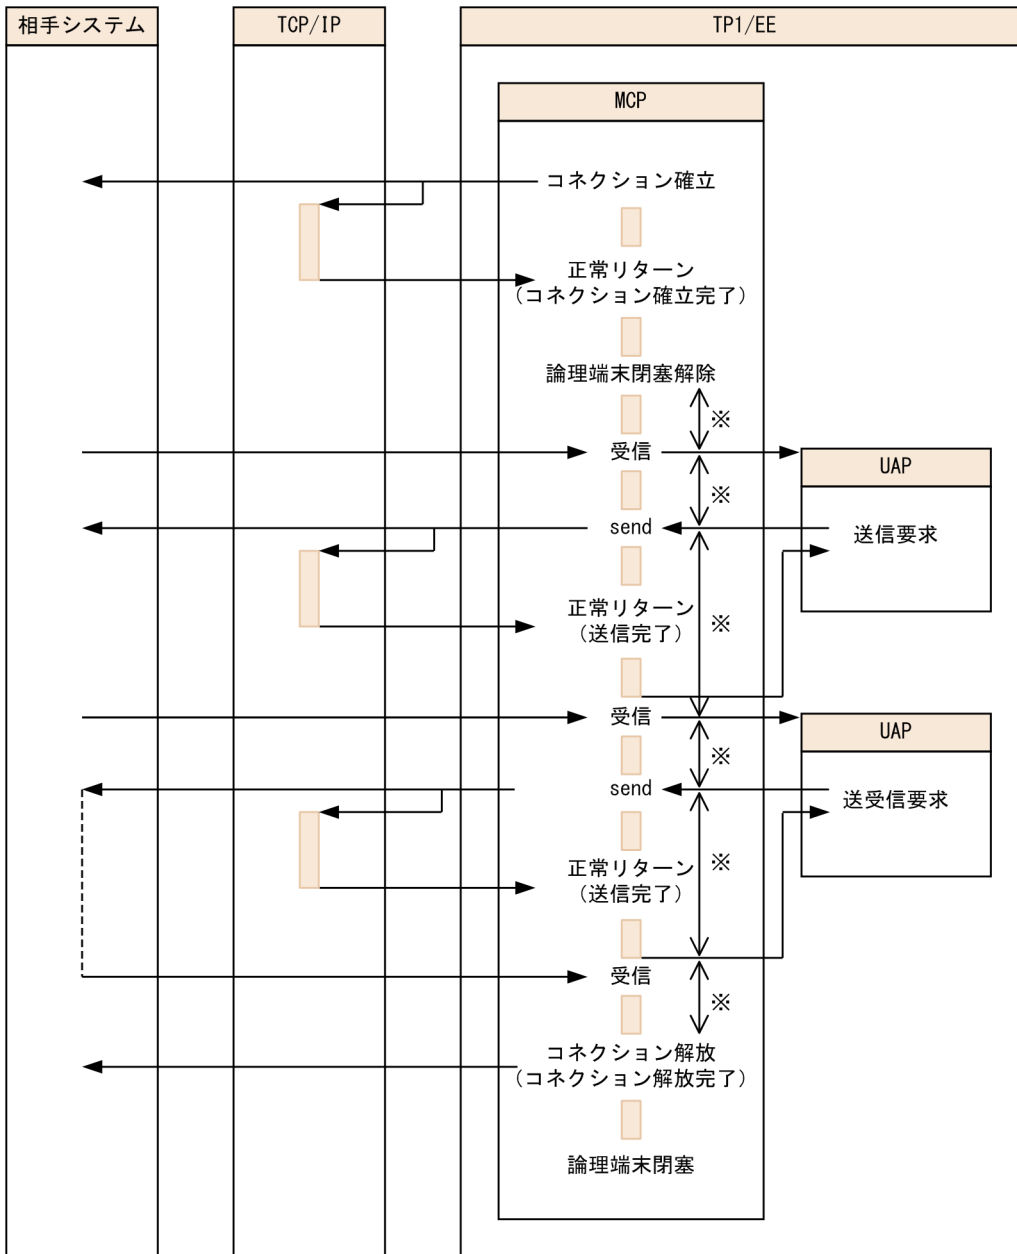 相手システム
TCP/IP
TP1/EE
MCP
コネクション確立
正常リターン
（コネクション確立完了）
論理端末閉塞解除
※
受信
UAP
※
send
送信要求
正常リターン
（送信完了）
※
受信
UAP
※
send
送受信要求
正常リターン
（送信完了）
※
受信
※
コネクション解放
（コネクション解放完了）
論理端末閉塞